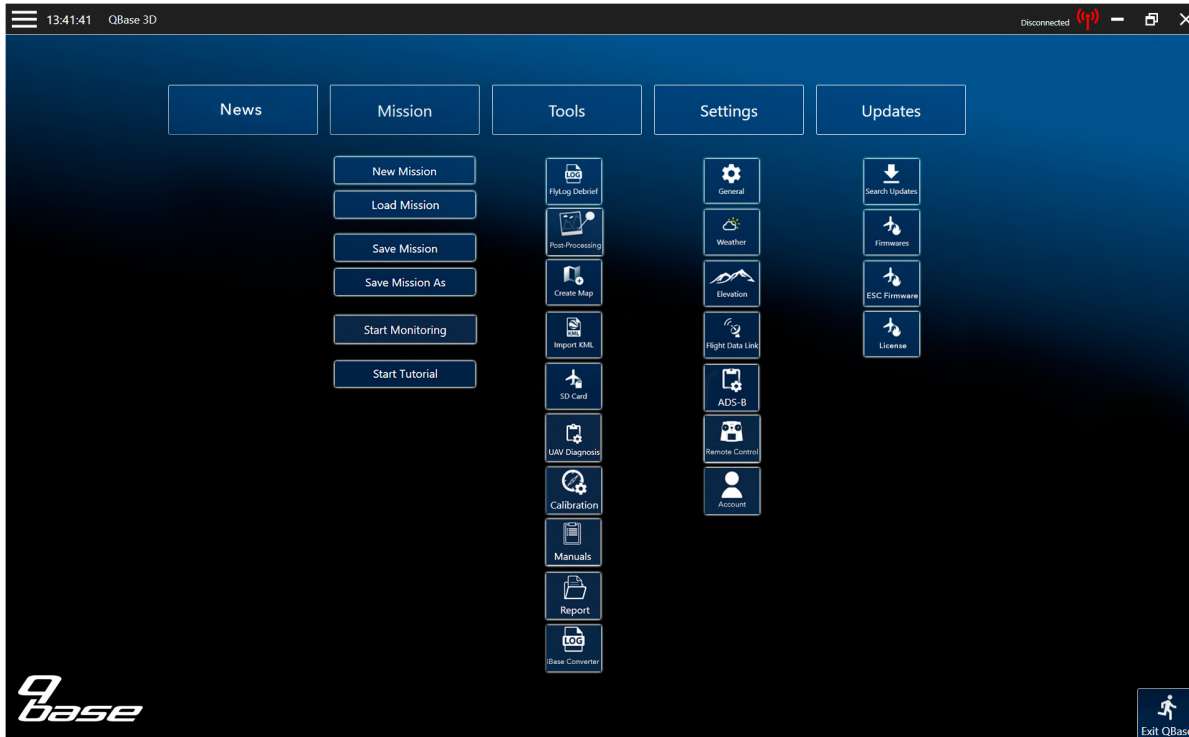 13:41:41 QBase 3D
Disconnected
News
Mission
Tools
Settings
Updates
New Mission
Load Mission
Save Mission
Save Mission As
Start Monitoring
Start Tutorial
LOG
FlyLog Debrief
Post-Processing
Create Map
KML
Import KML
SD Card
UAV Diagnosis
Calibration
Manuals
Report
LOG
iBase Converter
General
Weather
Elevation
Flight Data Link
ADS-B
Remote Control
Account
Search Updates
Firmwares
ESC Firmware
License
qbase
Exit QBase